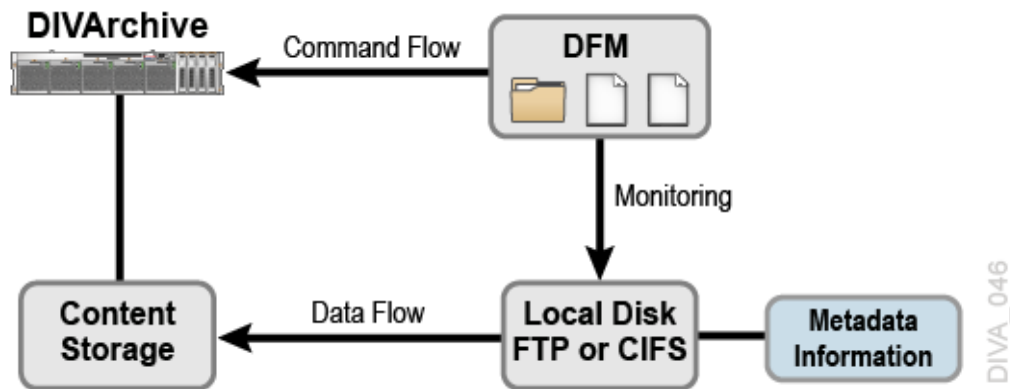 DIVArchive
Command Flow
DFM
Monitoring
Content
Storage
Data Flow
Local Disk
FTP or CIFS
Metadata
Information
DIVA_046